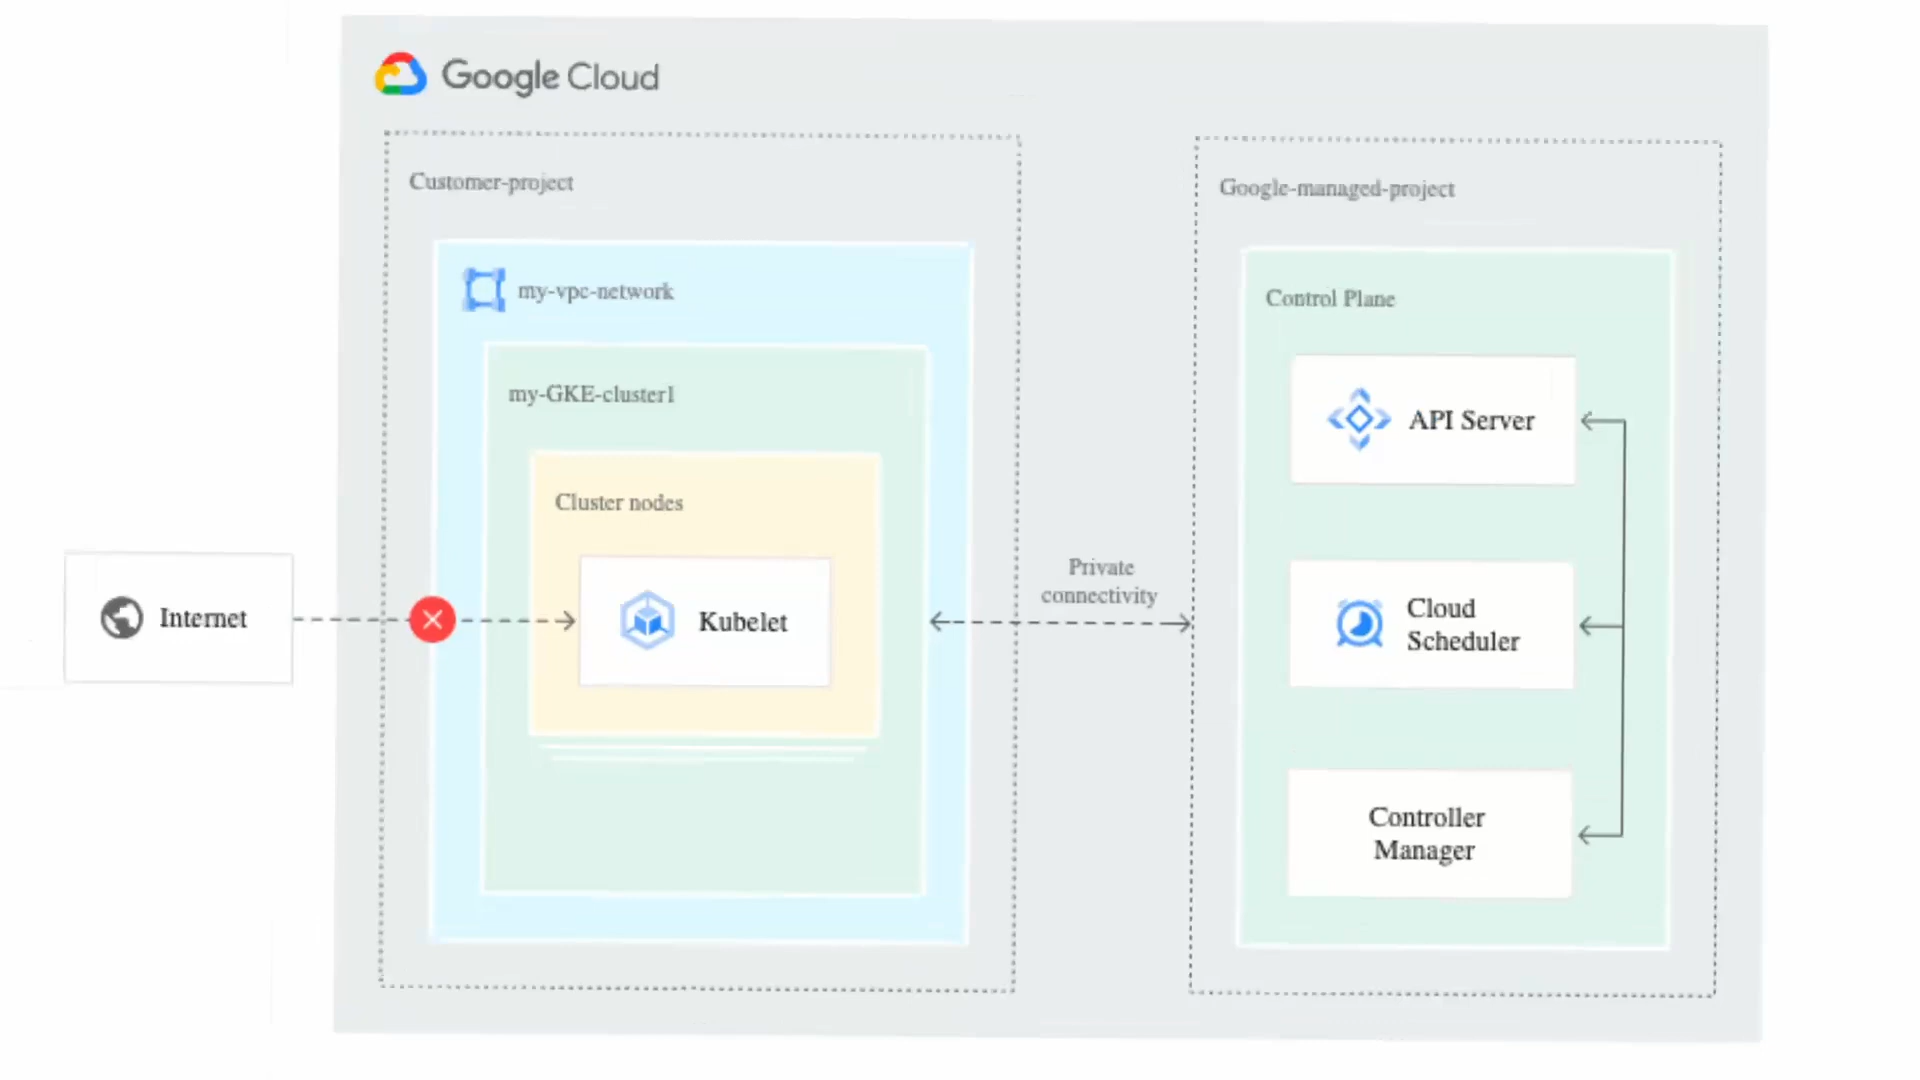 Google Cloud
Customer-project
my-vpc-network
my-GKE-cluster1
Cluster nodes
Kubelet
Internet
Private
connectivity
Google-managed-project
Control Plane
API Server
Cloud
Scheduler
Controller
Manager